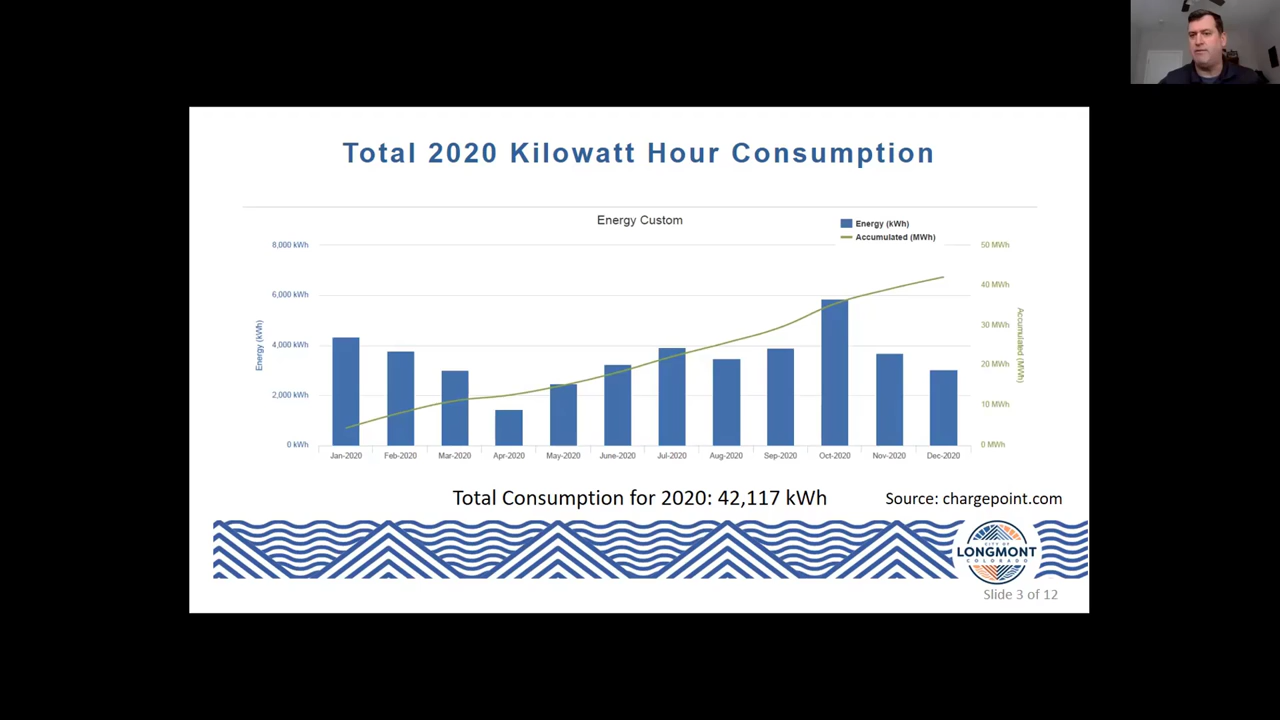 Total 2020 Kilowatt Hour Consumption
Energy Custom
Energy (kWh)
Accumulated (MWh)
8,000 kWh
6,000 kWh
4,000 kWh
2,000 kWh
0 kWh
Energy (kWh)
50 MWh
40 MWh
30 MWh
20 MWh
10 MWh
0 MWh
Accumulated (MWh)
Jan-2020 Feb-2020 Mar-2020 Apr-2020 May-2020 June-2020 Jul-2020 Aug-2020 Sep-2020 Oct-2020 Nov-2020 Dec-2020
Total Consumption for 2020: 42,117 kWh
Source: chargepoint.com
CITY OF
LONGMONT
COLORADO
Slide 3 of 12